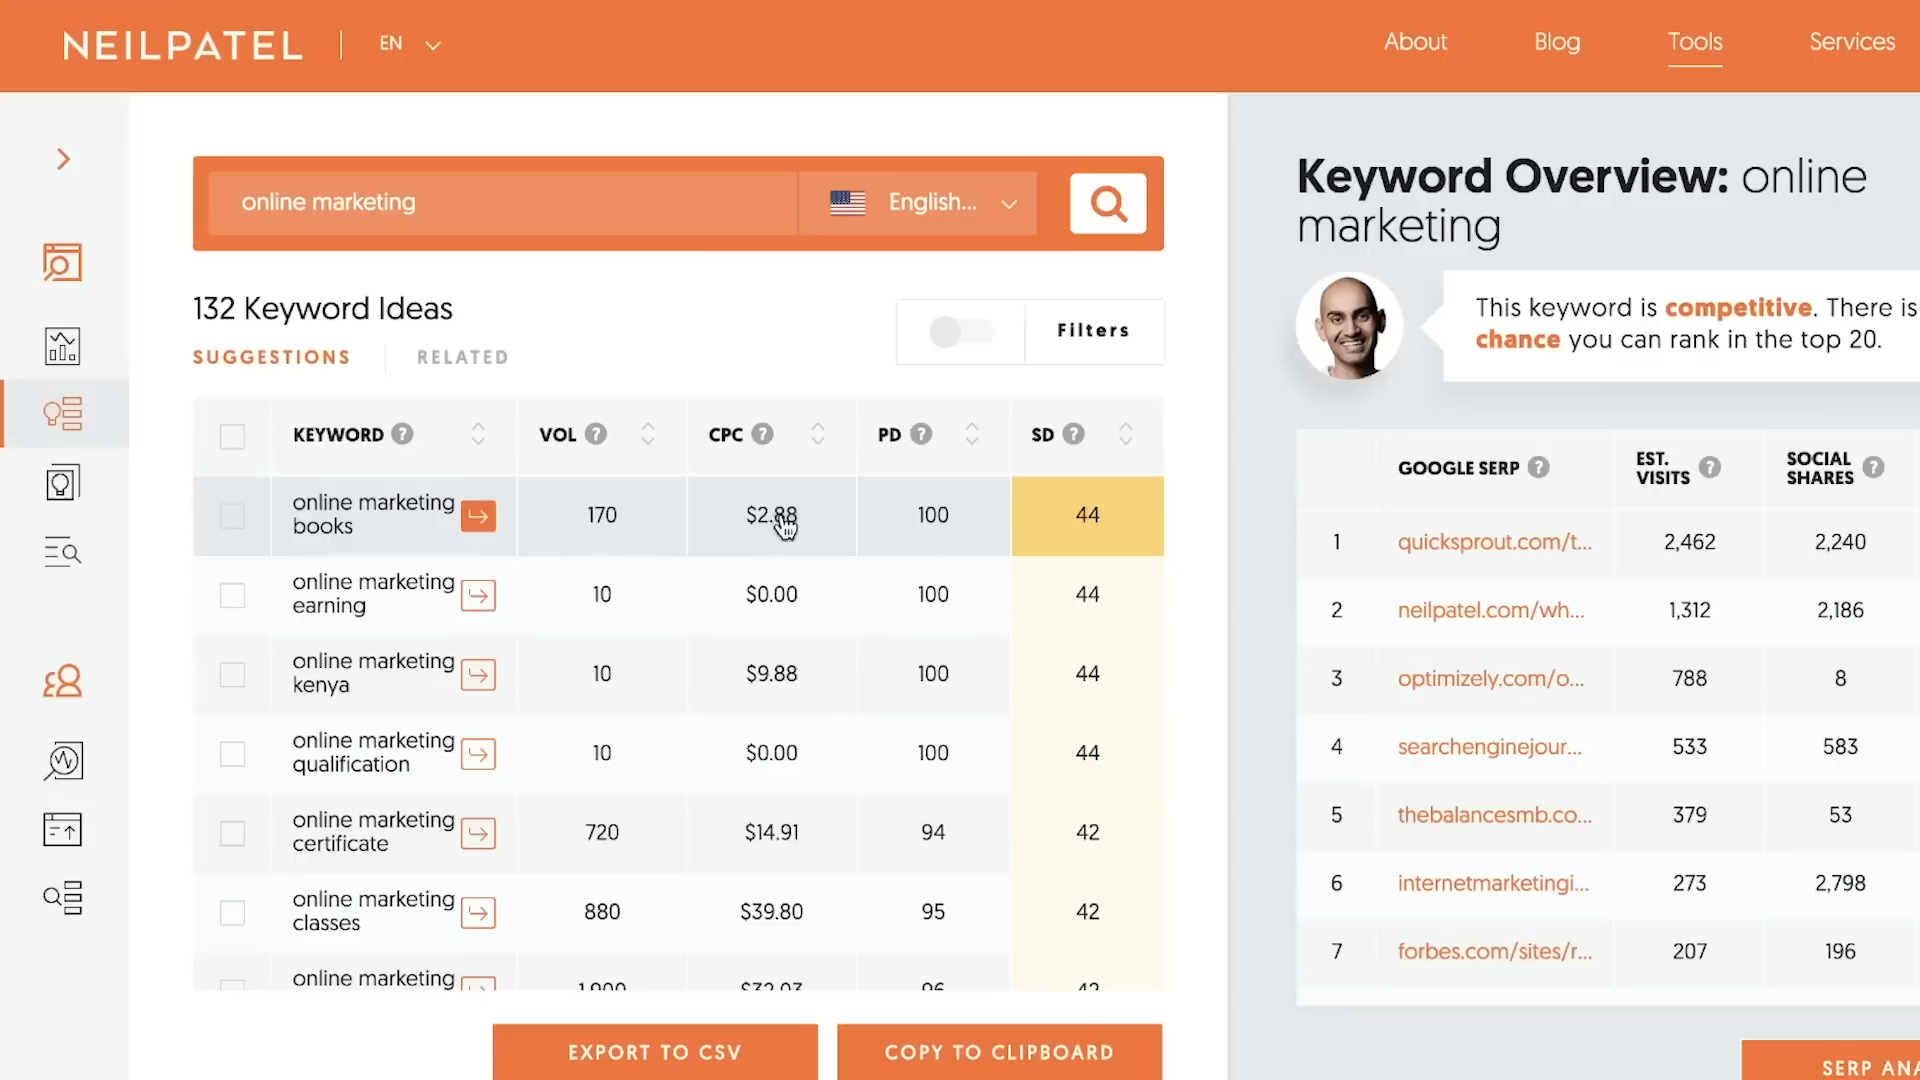 NEILPATEL
EN
About
Blog
Tools
Services
online marketing
English...
132 Keyword Ideas
SUGGESTIONS
RELATED
Filters
KEYWORD ?
VOL ?
CPC ?
PD ?
SD ?
online marketing
books
170
$2.88
100
44
online marketing
earning
10
$0.00
100
44
online marketing
kenya
10
$9.88
100
44
online marketing
qualification
10
$0.00
100
44
online marketing
certificate
720
$14.91
94
42
online marketing
classes
880
$39.80
95
42
online marketing
EXPORT TO CSV
COPY TO CLIPBOARD
Keyword Overview: online
marketing
This keyword is competitive. There is
chance you can rank in the top 20.
GOOGLE SERP ?
EST.
VISITS ?
SOCIAL
SHARES ?
1 quicksprout.com/t... 2,462 2,240
2 neilpatel.com/wh... 1,312 2,186
3 optimizely.com/o... 788 8
4 searchenginejour... 533 583
5 thebalancesmb.co... 379 53
6 internetmarketingi... 273 2,798
7 forbes.com/sites/r... 207 196
SERP ANA